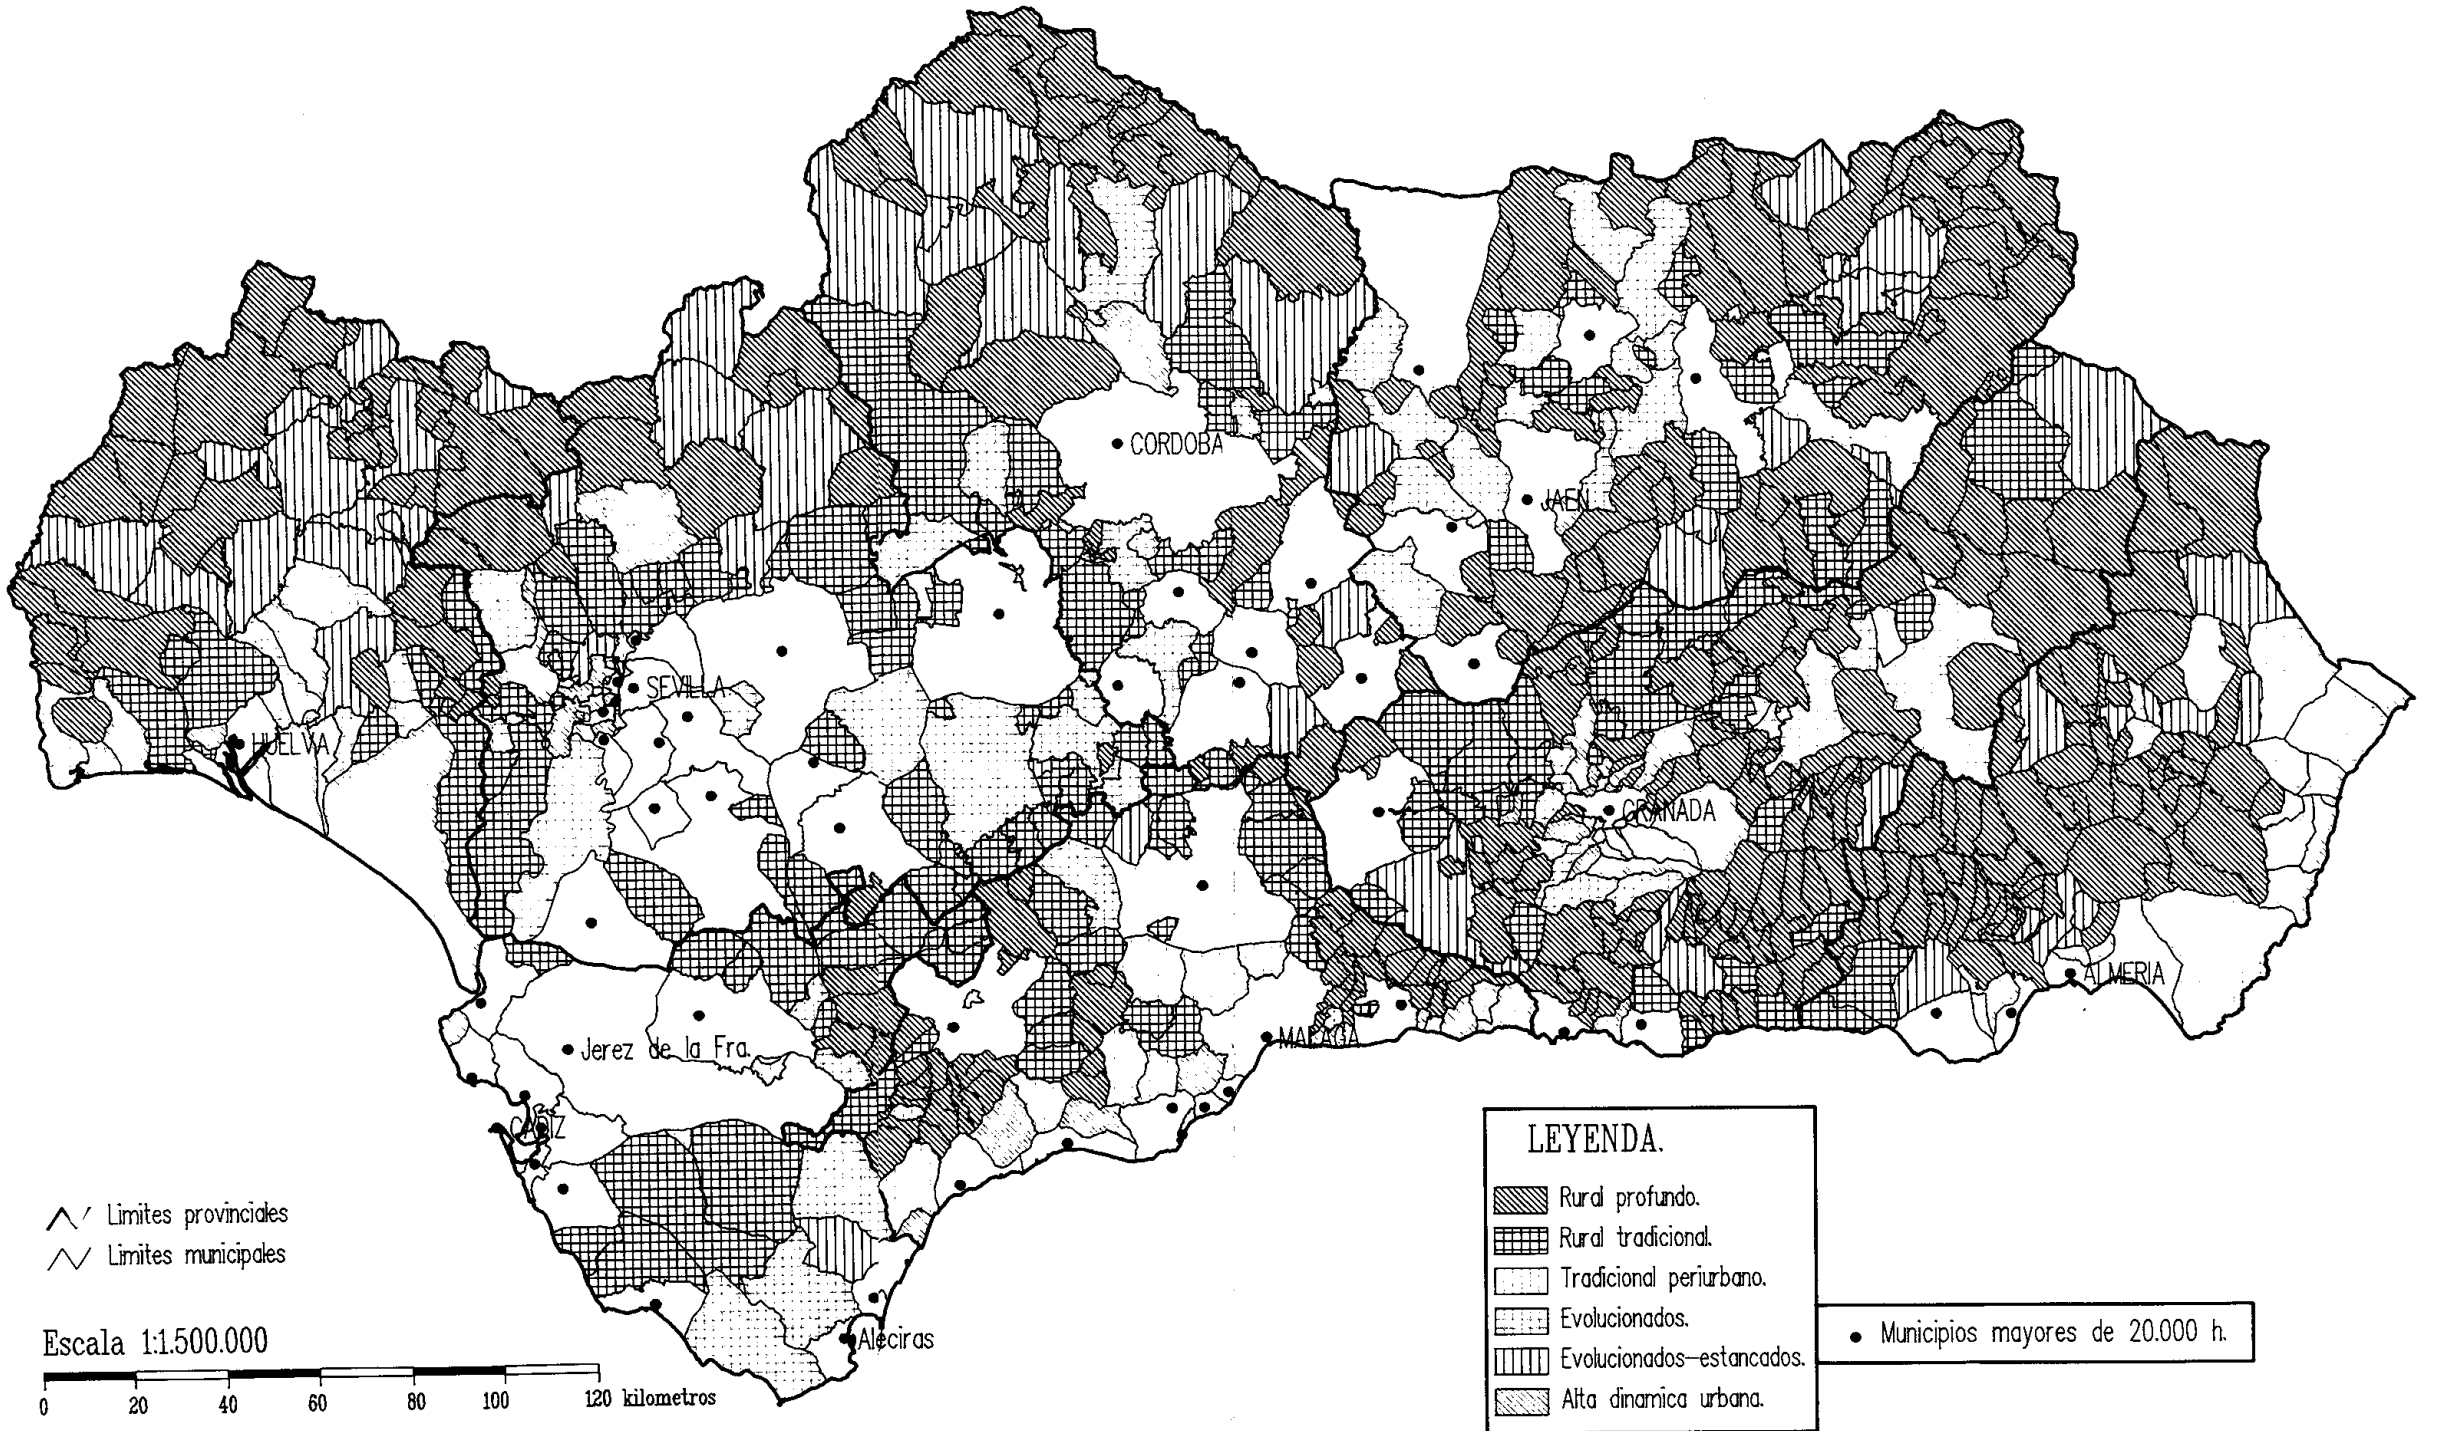 CORDOBA
JAEN
SEVILLA
HUELVA
GRANADA
ALMERIA
MALAGA
Jerez de la Fra.
CADIZ
Aleciras
Limites provinciales
Limites municipales
Escala 1:1.500.000
0 20 40 60 80 100 120 kilometros
LEYENDA.
Rural profundo.
Rural tradicional.
Tradicional periurbano.
Evolucionados.
Evolucionados-estancados.
Alta dinamica urbana.
Municipios mayores de 20.000 h.